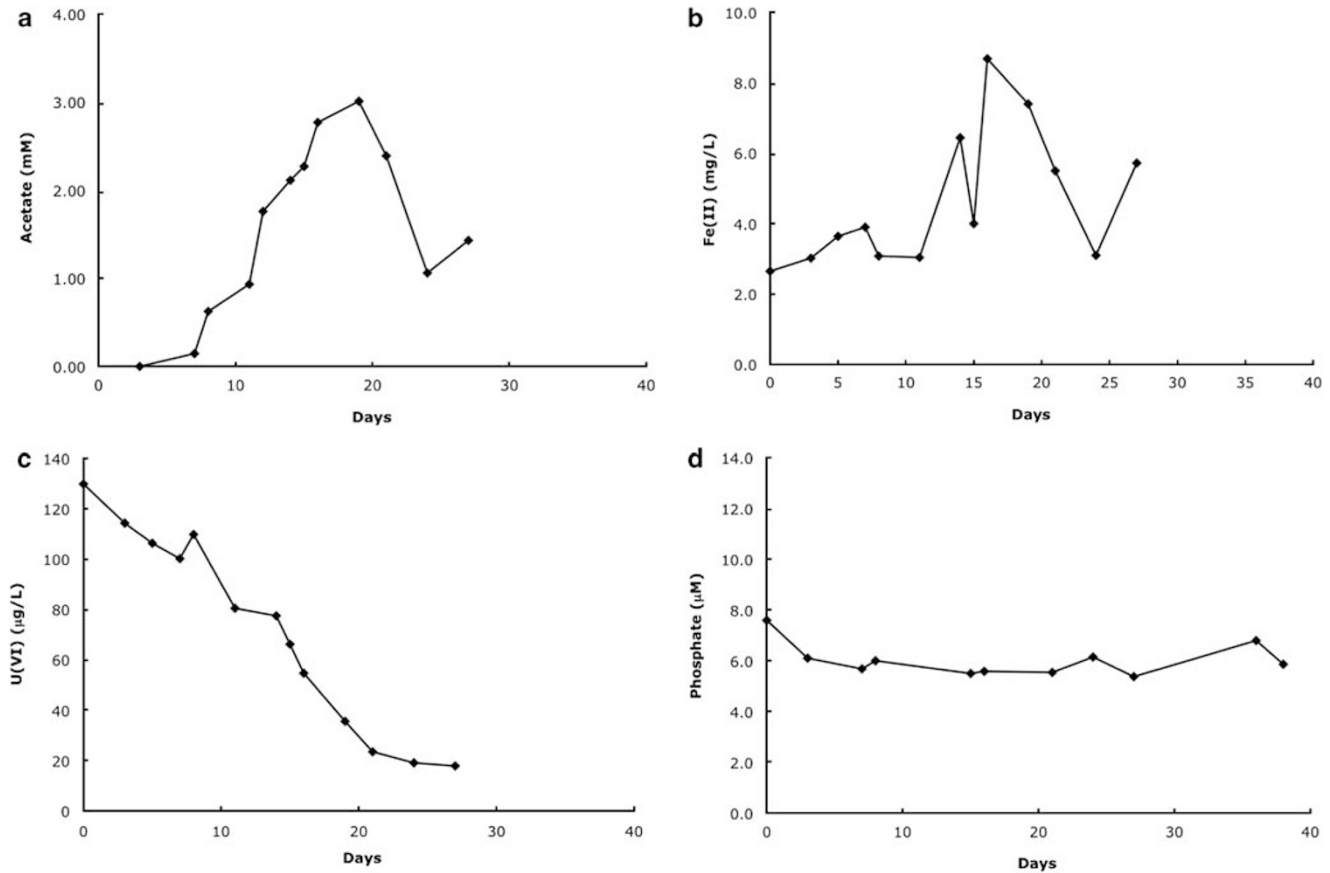 a
4.00
3.00
2.00
1.00
0.00
Acetate (mM)
0 10 20 30 40
Days
b
10.0
8.0
6.0
4.0
2.0
0.0
Fe(II) (mg/L)
0 5 10 15 20 25 30 35 40
Days
c
140
120
100
80
60
40
20
0
U(VI) (µg/L)
0 10 20 30 40
Days
d
14.0
12.0
10.0
8.0
6.0
4.0
2.0
0.0
Phosphate (µM)
0 10 20 30 40
Days